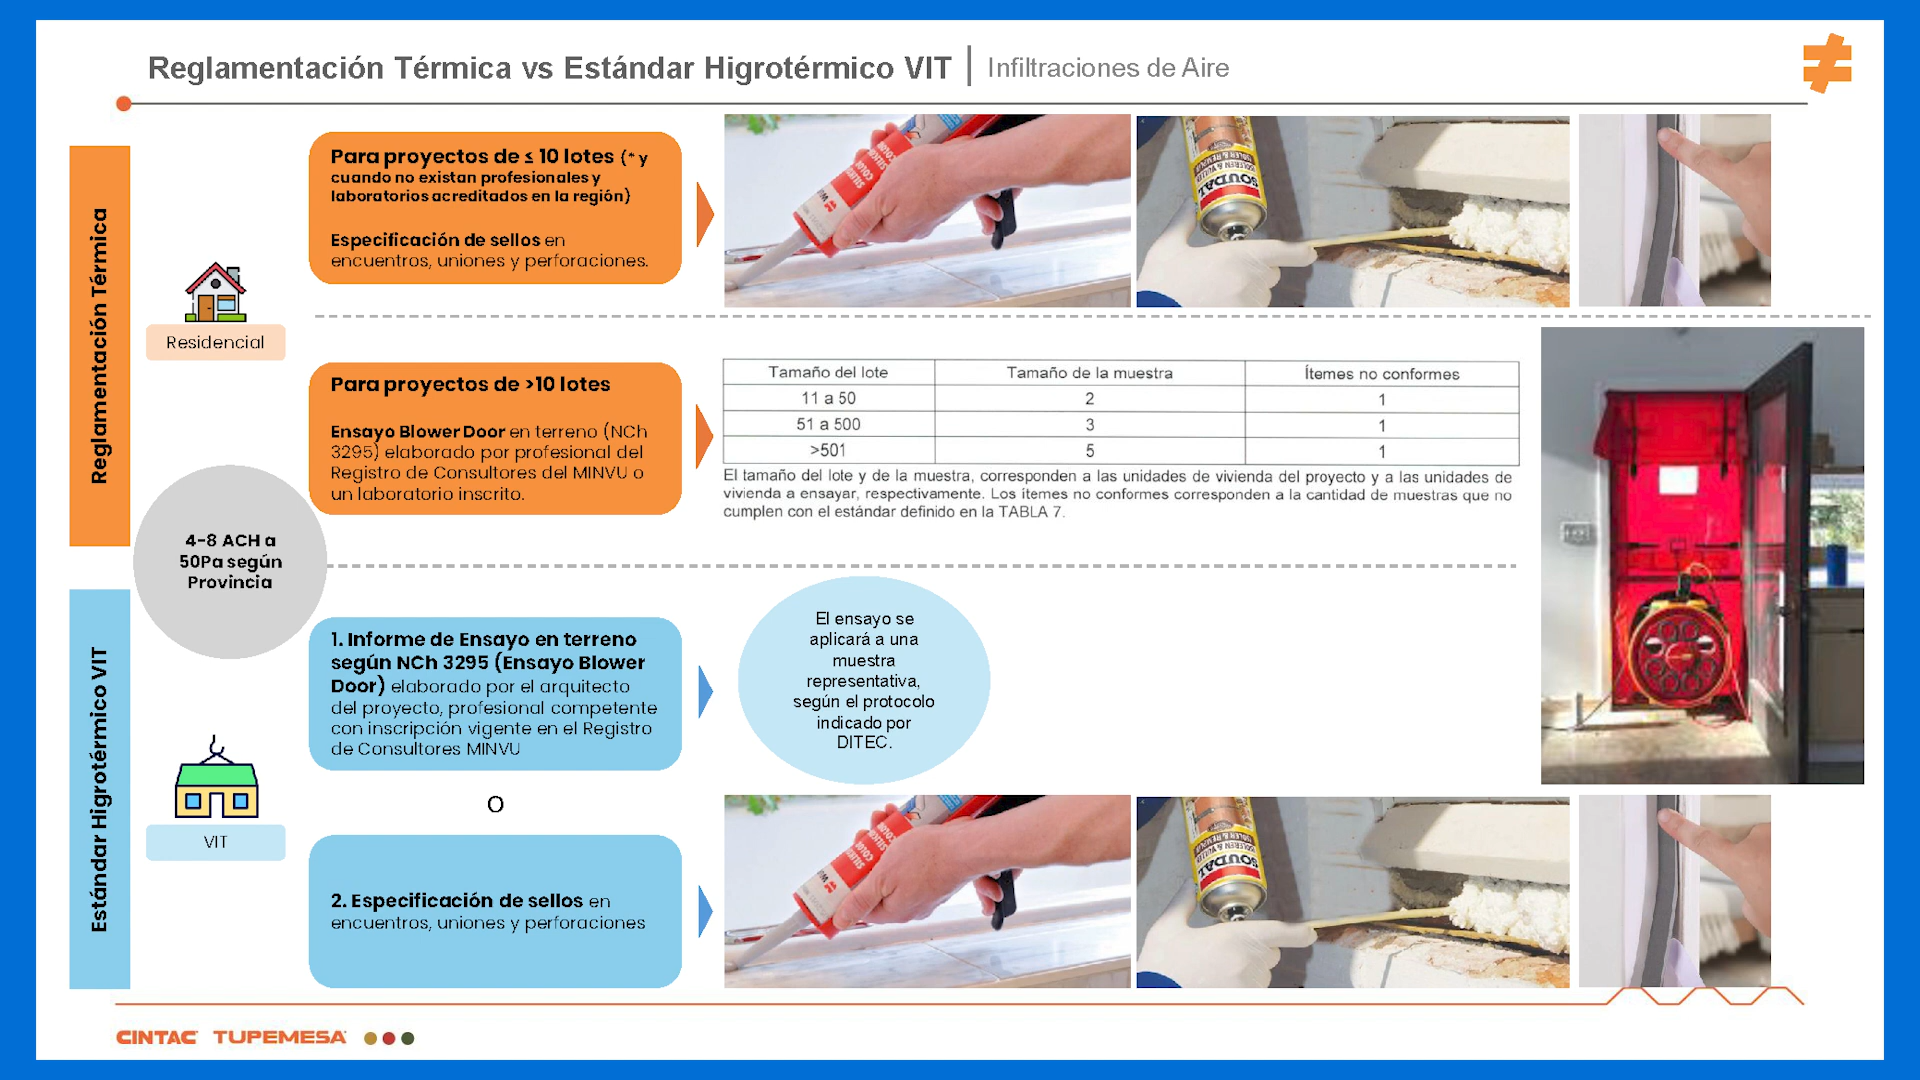 Reglamentación Térmica vs Estándar Higrotérmico VIT | Infiltraciones de Aire
Reglamentación Térmica
Residencial
Para proyectos de ≤ 10 lotes (* y
cuando no existan profesionales y
laboratorios acreditados en la región)
Especificación de sellos en
encuentros, uniones y perforaciones.
SOUDAL
Para proyectos de >10 lotes
Ensayo Blower Door en terreno (NCh
3295) elaborado por profesional del
Registro de Consultores del MINVU o
un laboratorio inscrito.
Tamaño del lote Tamaño de la muestra Ítemes no conformes
11 a 50 2 1
51 a 500 3 1
>501 5 1
El tamaño del lote y de la muestra, corresponden a las unidades de vivienda del proyecto y a las unidades de
vivienda a ensayar, respectivamente. Los ítemes no conformes corresponden a la cantidad de muestras que no
cumplen con el estándar definido en la TABLA 7.
4-8 ACH a
50Pa según
Provincia
Estándar Higrotérmico VIT
VIT
1. Informe de Ensayo en terreno
según NCh 3295 (Ensayo Blower
Door) elaborado por el arquitecto
del proyecto, profesional competente
con inscripción vigente en el Registro
de Consultores MINVU
El ensayo se
aplicará a una
muestra
representativa,
según el protocolo
indicado por
DITEC.
O
2. Especificación de sellos en
encuentros, uniones y perforaciones
SOUDAL
CINTAC TUPEMESA